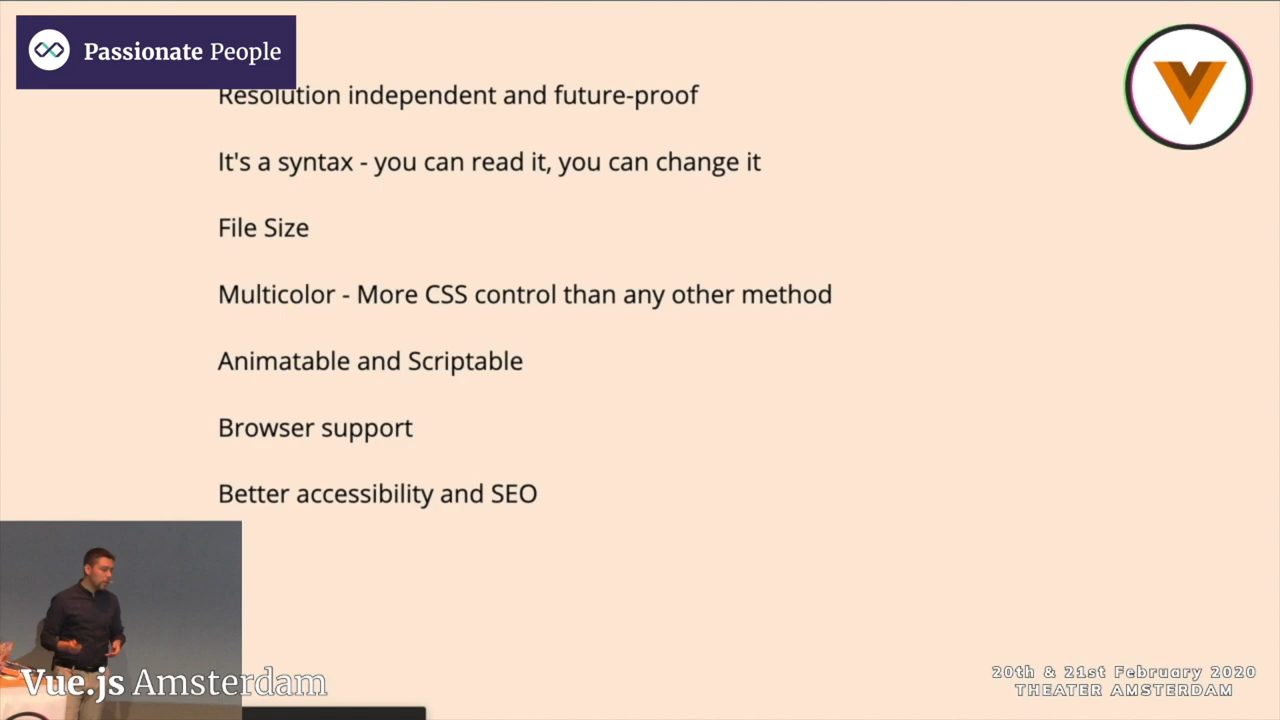 Passionate People
Resolution independent and future-proof
It's a syntax - you can read it, you can change it
File Size
Multicolor - More CSS control than any other method
Animatable and Scriptable
Browser support
Better accessibility and SEO
Vue.js Amsterdam
20th & 21st February 2020
THEATER AMSTERDAM